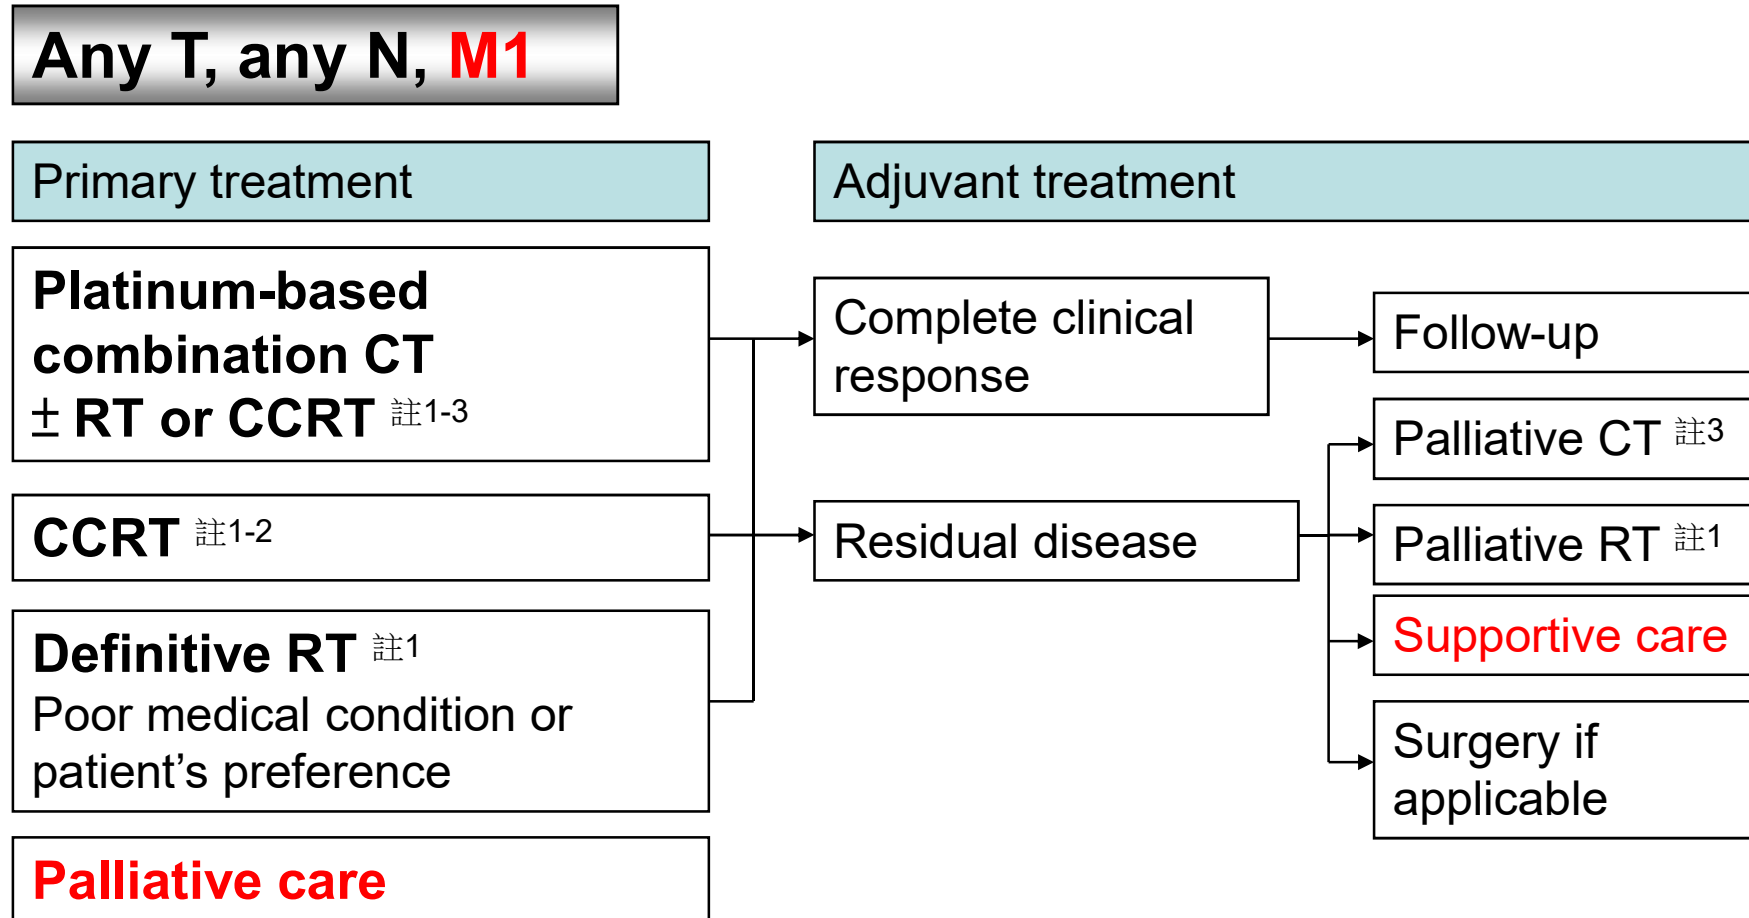 Any T, any N, M1
Primary treatment
Adjuvant treatment
Platinum-based
combination CT
± RT or CCRT 註1-3
CCRT 註1-2
Definitive RT 註1
Poor medical condition or
patient’s preference
Palliative care
Complete clinical
response
Residual disease
Follow-up
Palliative CT 註3
Palliative RT 註1
Supportive care
Surgery if
applicable